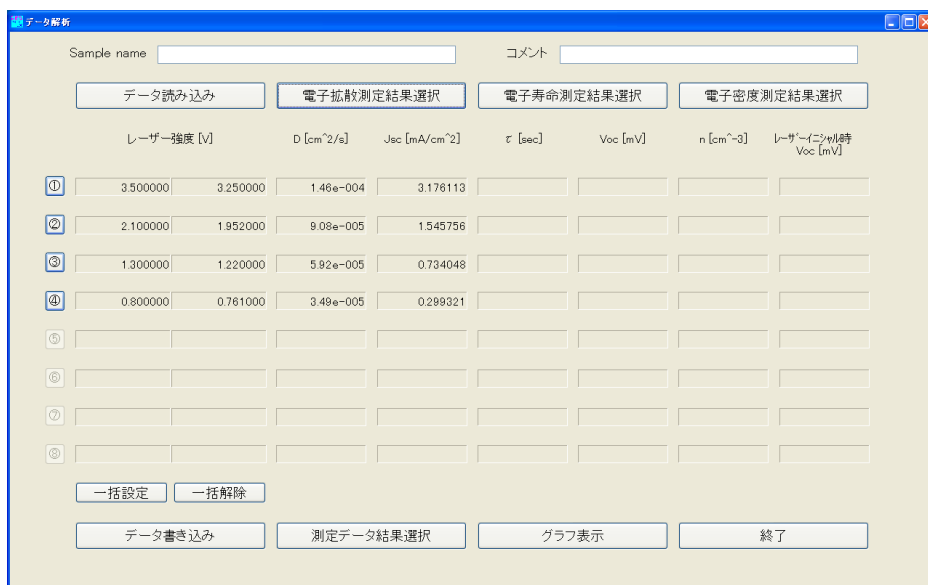 データ解析
Sample name コメント
データ読み込み 電子拡散測定結果選択 電子寿命測定結果選択 電子密度測定結果選択
レーザー強度 [V] D [cm^2/s] Jsc [mA/cm^2] τ [sec] Voc [mV] n [cm^-3] レーザーイニシャル時
Voc [mV]
① 3.500000 3.250000 1.46e-004 3.176113
② 2.100000 1.952000 9.08e-005 1.545756
③ 1.300000 1.220000 5.92e-005 0.734048
④ 0.800000 0.761000 3.49e-005 0.299321
⑤
⑥
⑦
⑧
一括設定 一括解除
データ書き込み 測定データ結果選択 グラフ表示 終了